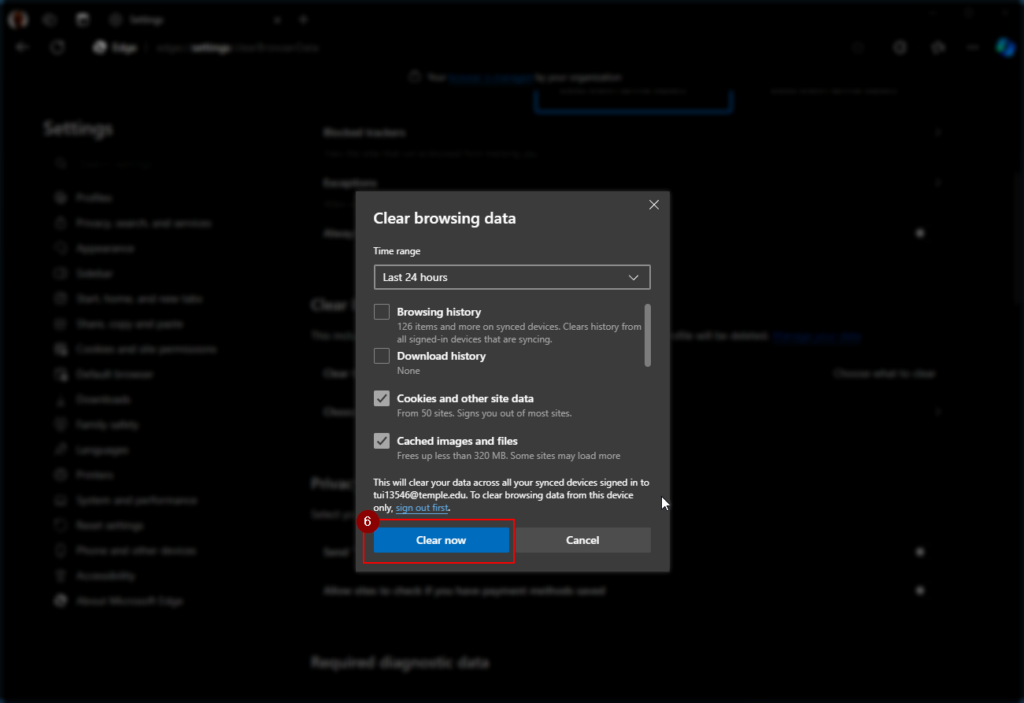 Settings
Edge
settings
Your browser is managed by your organization
Settings
Blocked trackers
Exceptions
Profiles
Privacy, search, and services
Appearance
Sidebar
Start, home, and new tabs
Share, copy and paste
Cookies and site permissions
Default browser
Downloads
Family safety
Languages
Printers
System and performance
Reset settings
Phone and other devices
Accessibility
About Microsoft Edge
Clear browsing data
Time range
Last 24 hours
Browsing history
126 items and more on synced devices. Clears history from
all signed-in devices that are syncing.
Download history
None
Cookies and other site data
From 50 sites. Signs you out of most sites.
Cached images and files
Frees up less than 320 MB. Some sites may load more
This will clear your data across all your synced devices signed in to
tui13546@temple.edu. To clear browsing data from this device
only, sign out first.
6
Clear now
Cancel
Choose what to clear
Allow sites to check if you have payment methods saved
Required diagnostic data